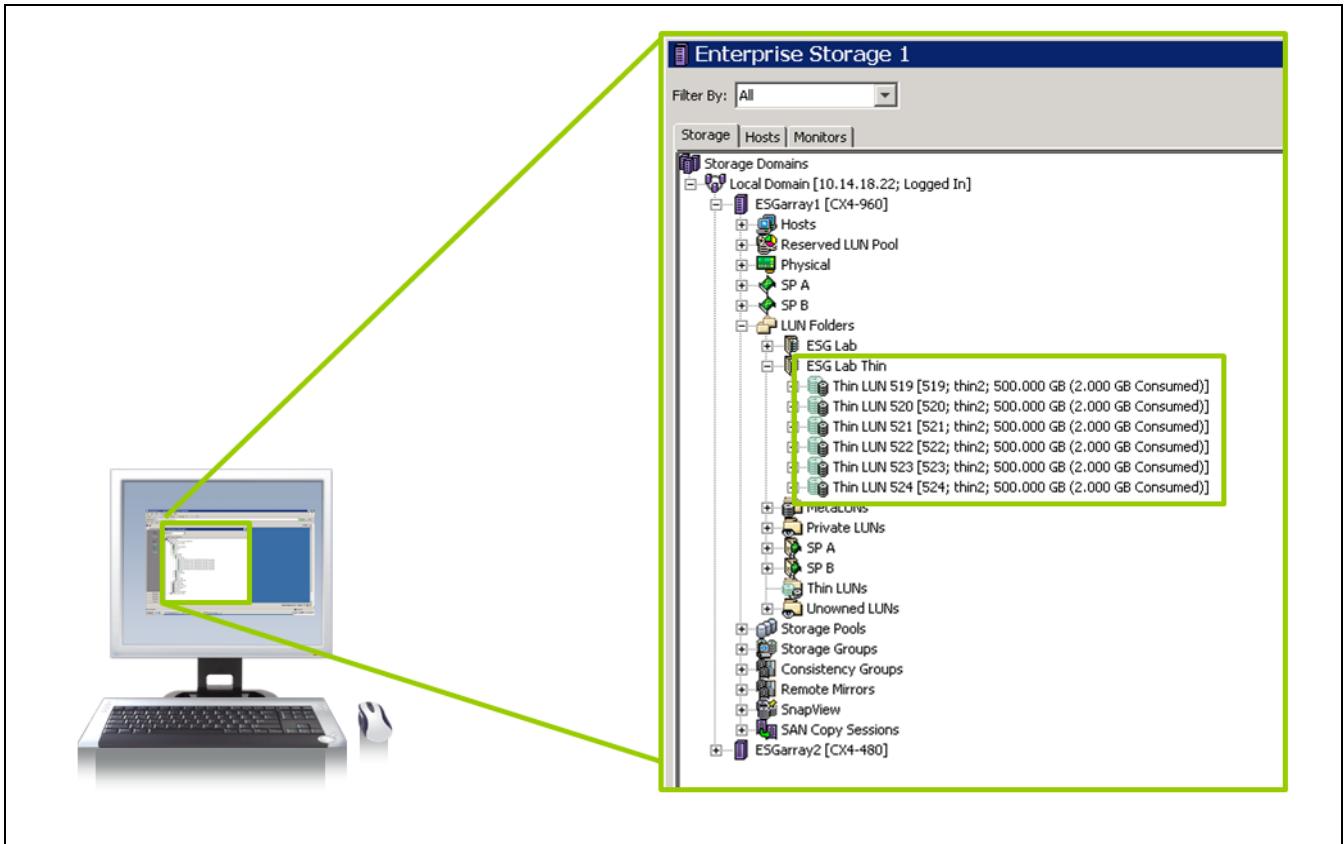 Enterprise Storage 1
Filter By: All
Storage Hosts Monitors
Storage Domains
Local Domain [10.14.18.22; Logged In]
ESGarray1 [CX4-960]
Hosts
Reserved LUN Pool
Physical
SP A
SP B
LUN Folders
ESG Lab
ESG Lab Thin
Thin LUN 519 [519; thin2; 500.000 GB (2.000 GB Consumed)]
Thin LUN 520 [520; thin2; 500.000 GB (2.000 GB Consumed)]
Thin LUN 521 [521; thin2; 500.000 GB (2.000 GB Consumed)]
Thin LUN 522 [522; thin2; 500.000 GB (2.000 GB Consumed)]
Thin LUN 523 [523; thin2; 500.000 GB (2.000 GB Consumed)]
Thin LUN 524 [524; thin2; 500.000 GB (2.000 GB Consumed)]
MetaLUNs
Private LUNs
SP A
SP B
Thin LUNs
Unowned LUNs
Storage Pools
Storage Groups
Consistency Groups
Remote Mirrors
SnapView
SAN Copy Sessions
ESGarray2 [CX4-480]